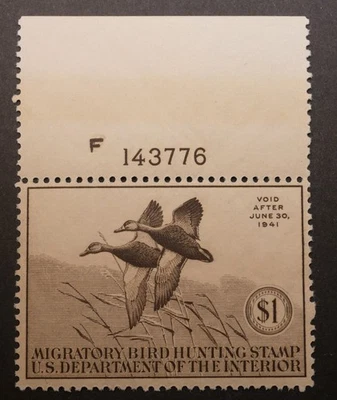 F 143776
VOID
AFTER
JUNE 30,
1941
$1
MIGRATORY BIRD HUNTING STAMP
U.S. DEPARTMENT OF THE INTERIOR